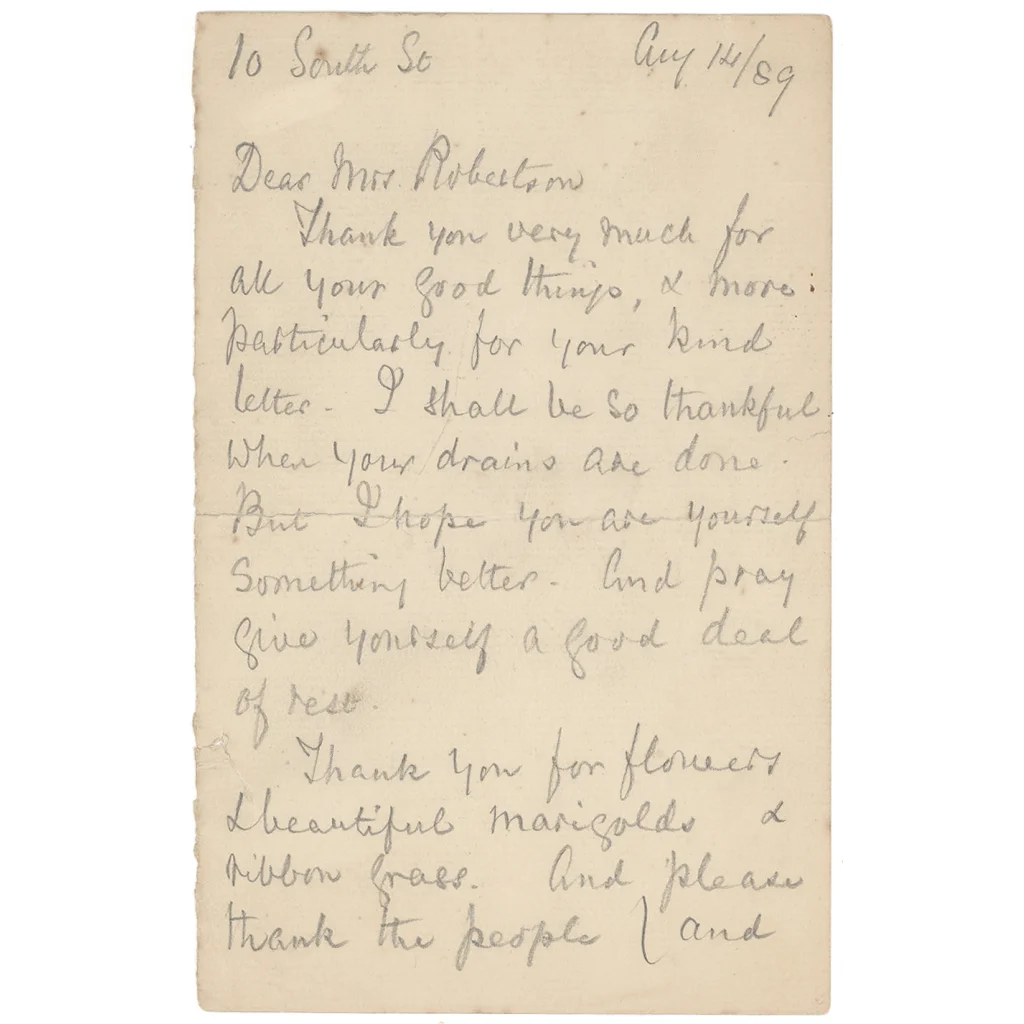 10 South St Aug 14/89
Dear Mrs. Robertson
Thank you very much for
all your good things, & more
particularly for your kind
letter. I shall be so thankful
when your drains are done.
But I hope you are yourself
something better. And pray
give yourself a good deal
of rest.
Thank you for flowers
& beautiful marigolds &
ribbon grass. And please
thank the people } and